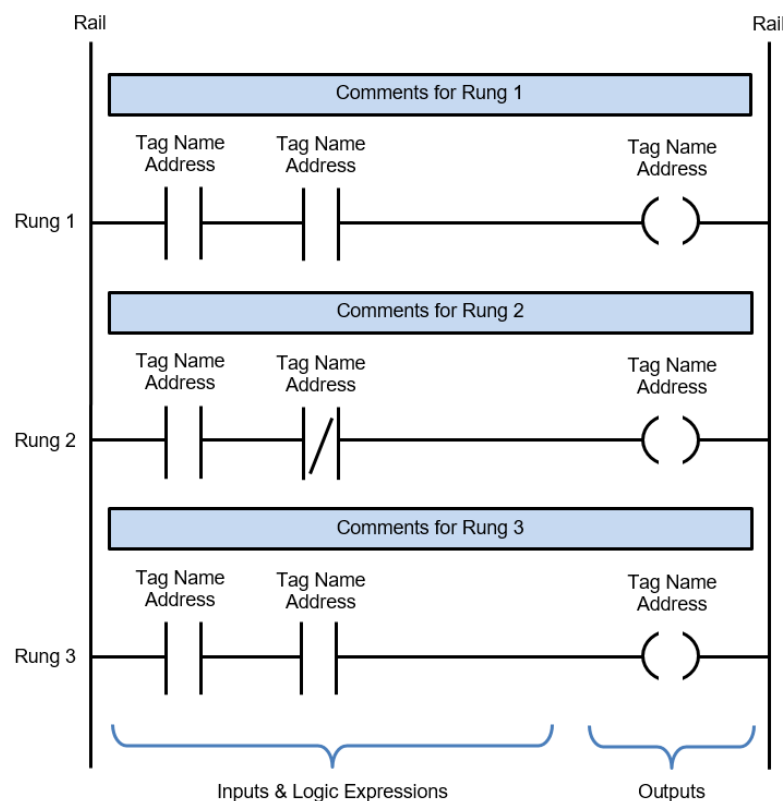 Rail
Rail
Comments for Rung 1
Tag Name
Address
Tag Name
Address
Tag Name
Address
Rung 1
Comments for Rung 2
Tag Name
Address
Tag Name
Address
Tag Name
Address
Rung 2
Comments for Rung 3
Tag Name
Address
Tag Name
Address
Tag Name
Address
Rung 3
Inputs & Logic Expressions
Outputs